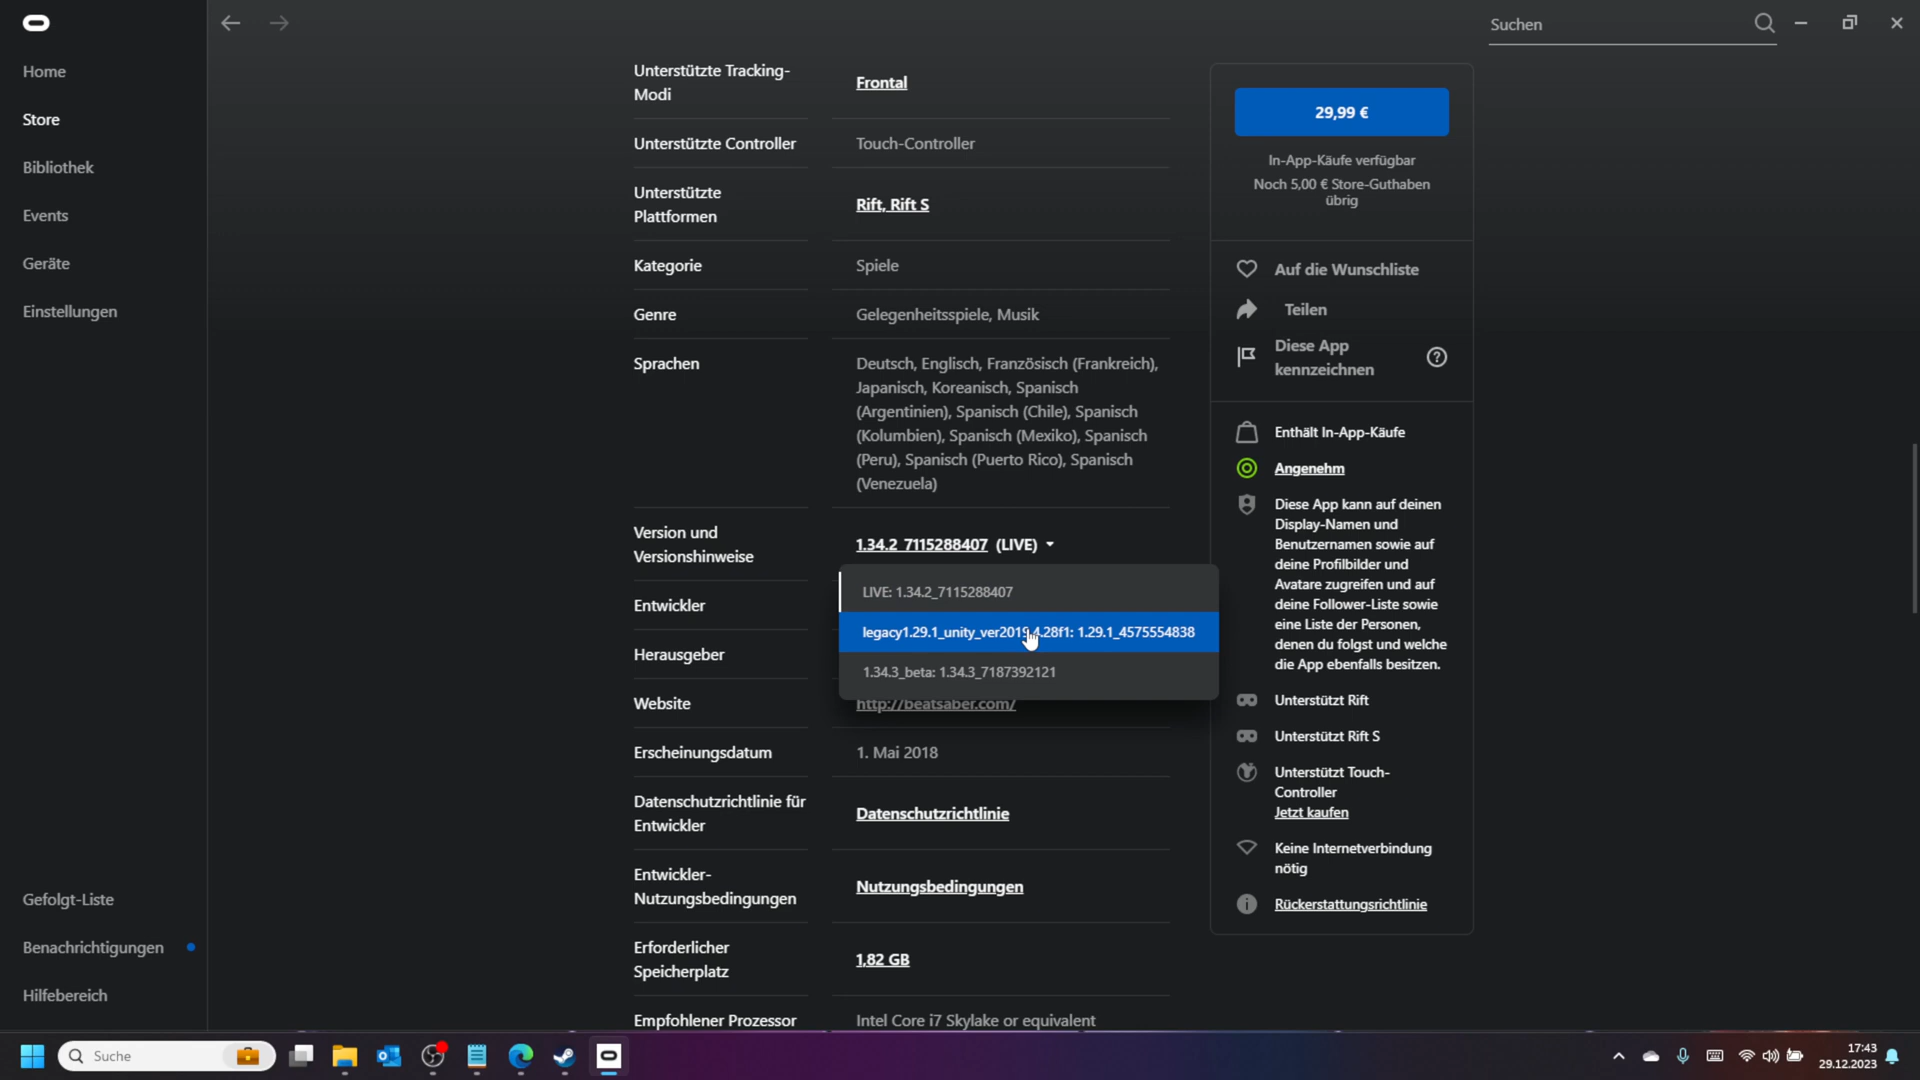 Suchen
Home
Store
Bibliothek
Events
Geräte
Einstellungen
Gefolgt-Liste
Benachrichtigungen
Hilfebereich
Unterstützte Tracking-
Modi
Frontal
Unterstützte Controller
Touch-Controller
Unterstützte
Plattformen
Rift, Rift S
Kategorie
Spiele
Genre
Gelegenheitsspiele, Musik
Sprachen
Deutsch, Englisch, Französisch (Frankreich),
Japanisch, Koreanisch, Spanisch
(Argentinien), Spanisch (Chile), Spanisch
(Kolumbien), Spanisch (Mexiko), Spanisch
(Peru), Spanisch (Puerto Rico), Spanisch
(Venezuela)
Version und
Versionshinweise
1.34.2_7115288407 (LIVE)
LIVE: 1.34.2_7115288407
legacy1.29.1_unity_ver2019.4.28f1: 1.29.1_4575554838
1.34.3_beta: 1.34.3_7187392121
Entwickler
Herausgeber
Website
http://beatsaber.com/
Erscheinungsdatum
1. Mai 2018
Datenschutzrichtlinie für
Entwickler
Datenschutzrichtlinie
Entwickler-
Nutzungsbedingungen
Nutzungsbedingungen
Erforderlicher
Speicherplatz
1,82 GB
Empfohlener Prozessor
Intel Core i7 Skylake or equivalent
29,99 €
In-App-Käufe verfügbar
Noch 5,00 € Store-Guthaben
übrig
Auf die Wunschliste
Teilen
Diese App
kennzeichnen
Enthält In-App-Käufe
Angenehm
Diese App kann auf deinen
Display-Namen und
Benutzernamen sowie auf
deine Profilbilder und
Avatare zugreifen und auf
deine Follower-Liste sowie
eine Liste der Personen,
denen du folgst und welche
die App ebenfalls besitzen.
Unterstützt Rift
Unterstützt Rift S
Unterstützt Touch-
Controller
Jetzt kaufen
Keine Internetverbindung
nötig
Rückerstattungsrichtlinie
Suche
17:43
29.12.2023